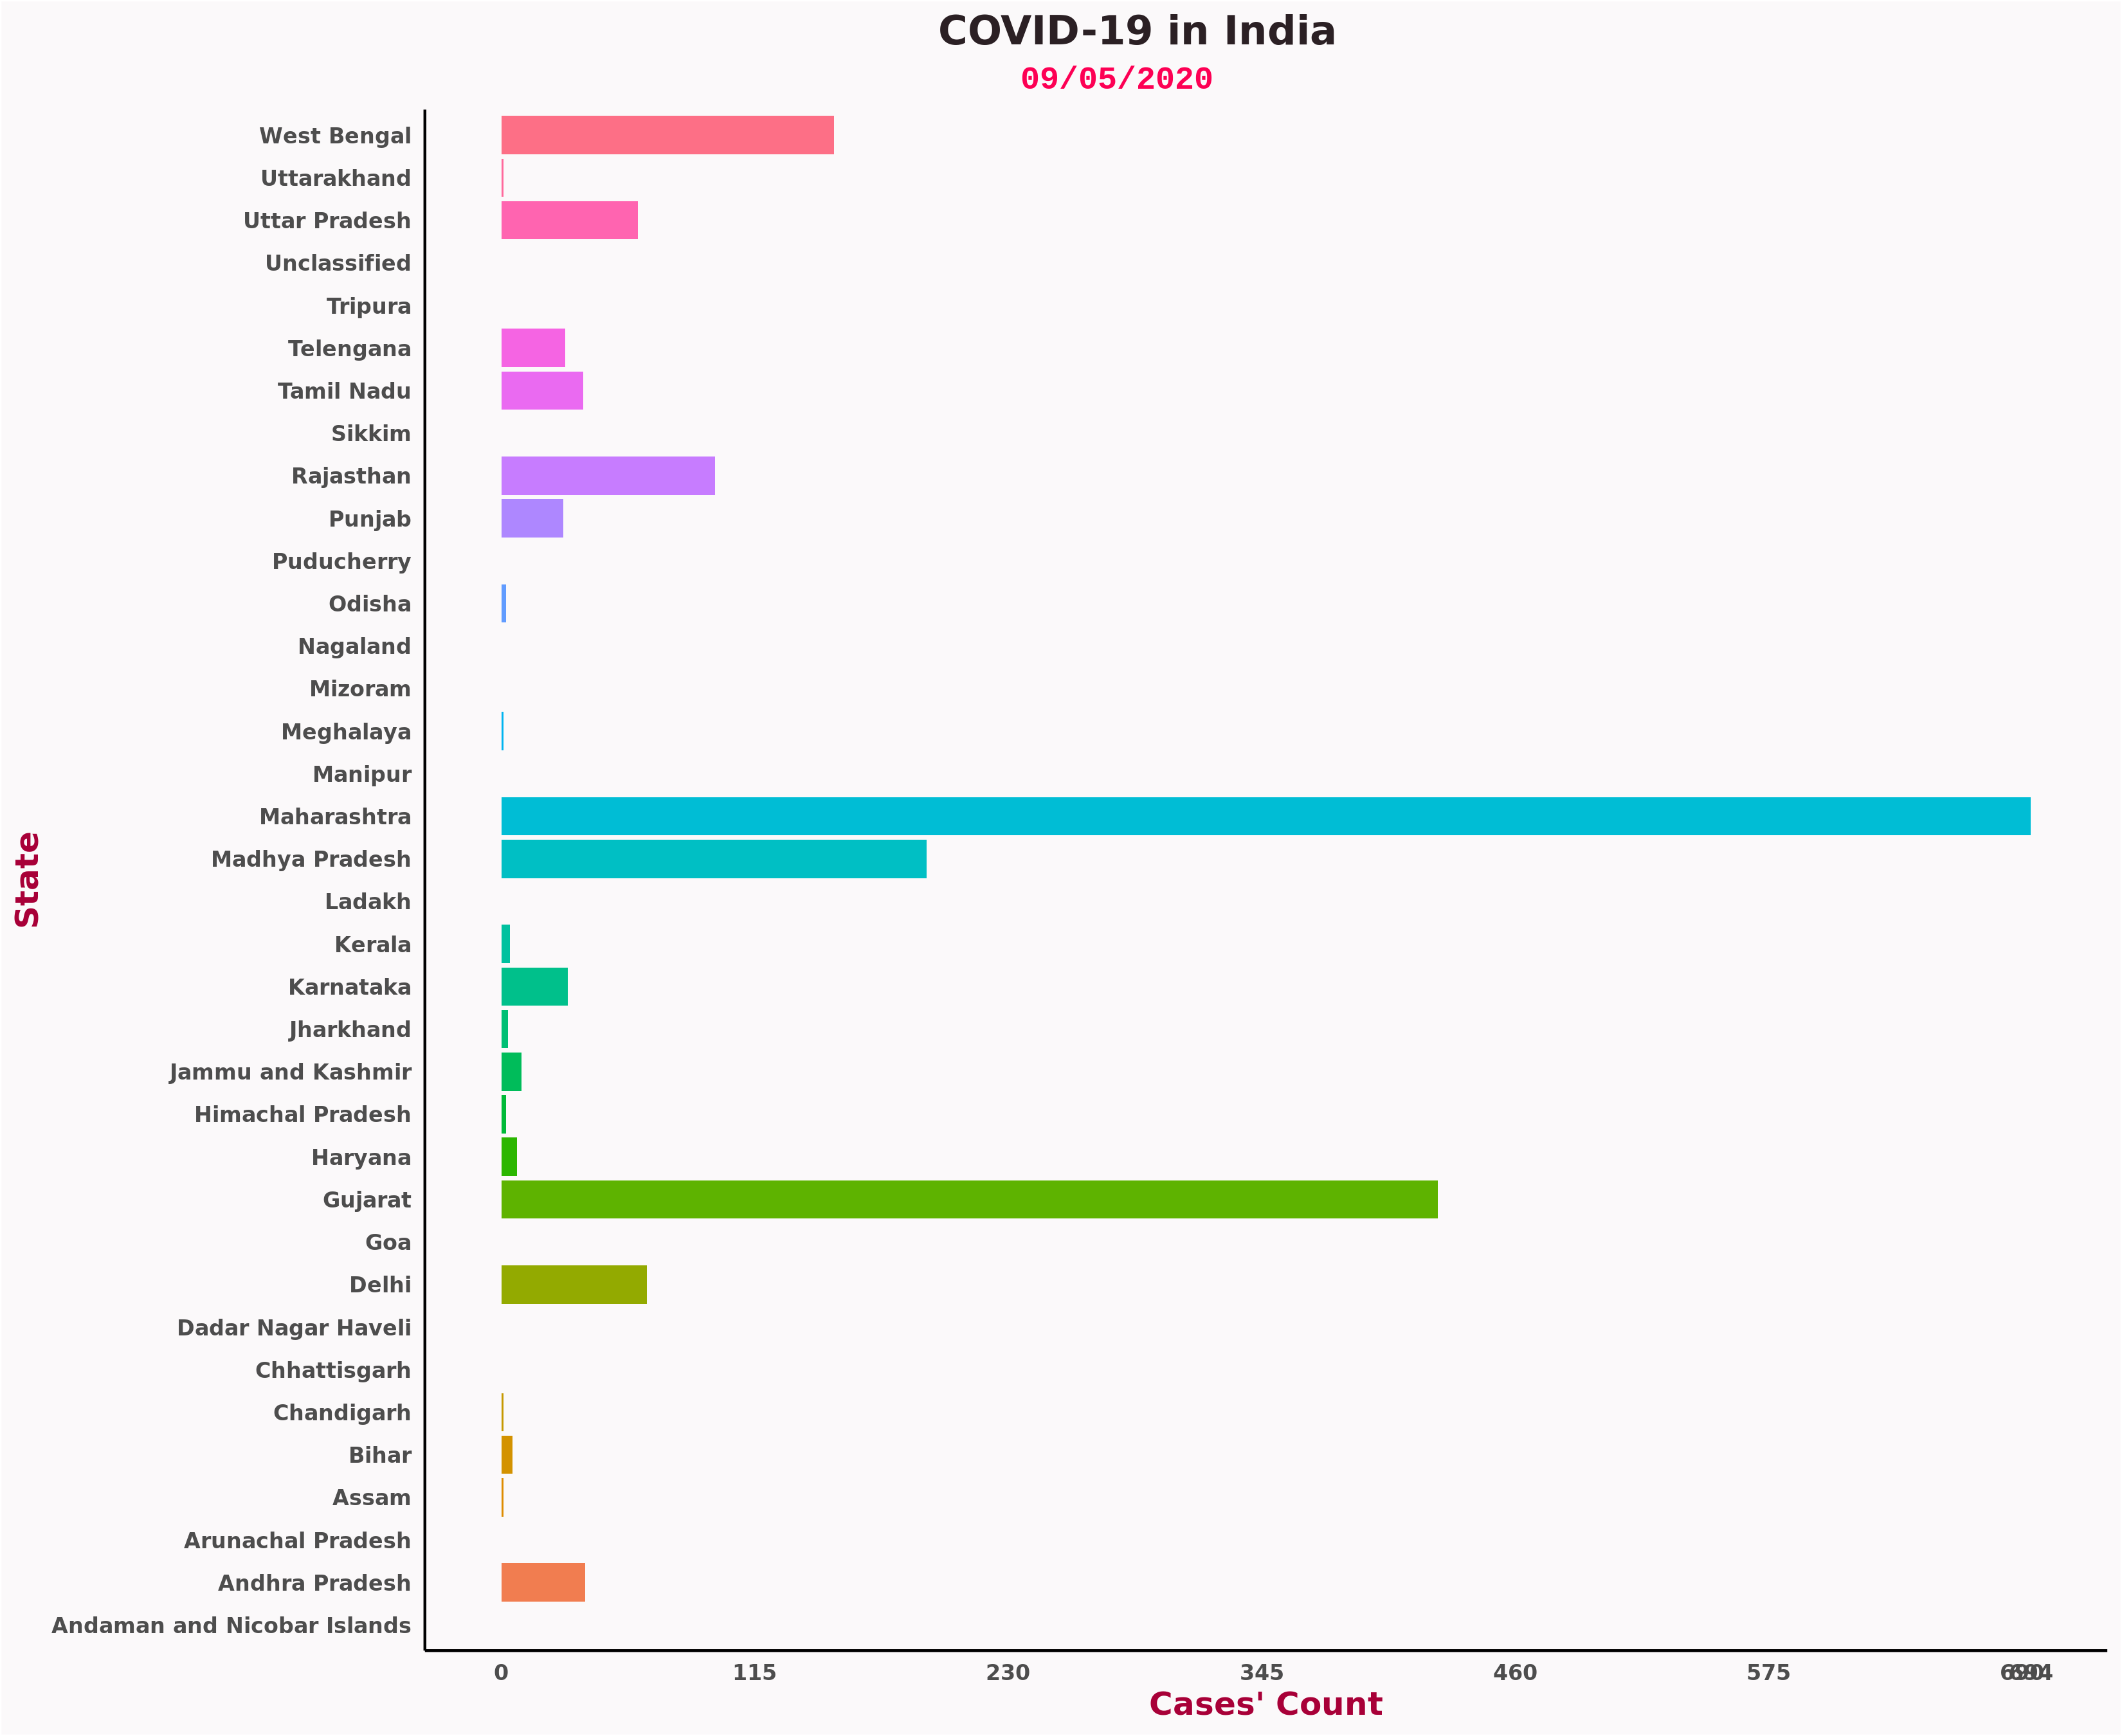 COVID-19 in India
09/05/2020
West Bengal
Uttarakhand
Uttar Pradesh
Unclassified
Tripura
Telengana
Tamil Nadu
Sikkim
Rajasthan
Punjab
Puducherry
Odisha
Nagaland
Mizoram
Meghalaya
Manipur
Maharashtra
Madhya Pradesh
Ladakh
Kerala
Karnataka
Jharkhand
Jammu and Kashmir
Himachal Pradesh
Haryana
Gujarat
Goa
Delhi
Dadar Nagar Haveli
Chhattisgarh
Chandigarh
Bihar
Assam
Arunachal Pradesh
Andhra Pradesh
Andaman and Nicobar Islands
State
0 115 230 345 460 575 690 694
Cases' Count